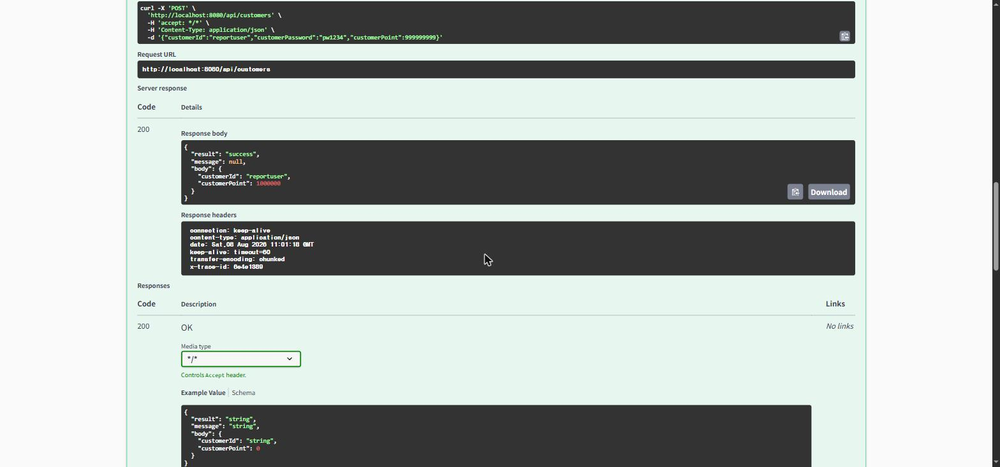 curl -X 'POST' \
'http://localhost:8080/api/customers' \
-H 'accept: */*' \
-H 'Content-Type: application/json' \
-d '{"customerId":"reportuser","customerPassword":"pw1234","customerPoint":999999999}'
Request URL
http://localhost:8080/api/customers
Server response
Code Details
200
Response body
{
"result": "success",
"message": null,
"body": {
"customerId": "reportuser",
"customerPoint": 1000000
}
}
Download
Response headers
connection: keep-alive
content-type: application/json
date: Sat,08 Aug 2026 11:01:18 GMT
keep-alive: timeout=60
transfer-encoding: chunked
x-trace-id: 6e4e1389
Responses
Code Description Links
200 OK No links
Media type
*/*
Controls Accept header.
Example Value Schema
{
"result": "string",
"message": "string",
"body": {
"customerId": "string",
"customerPoint": 0
}
}